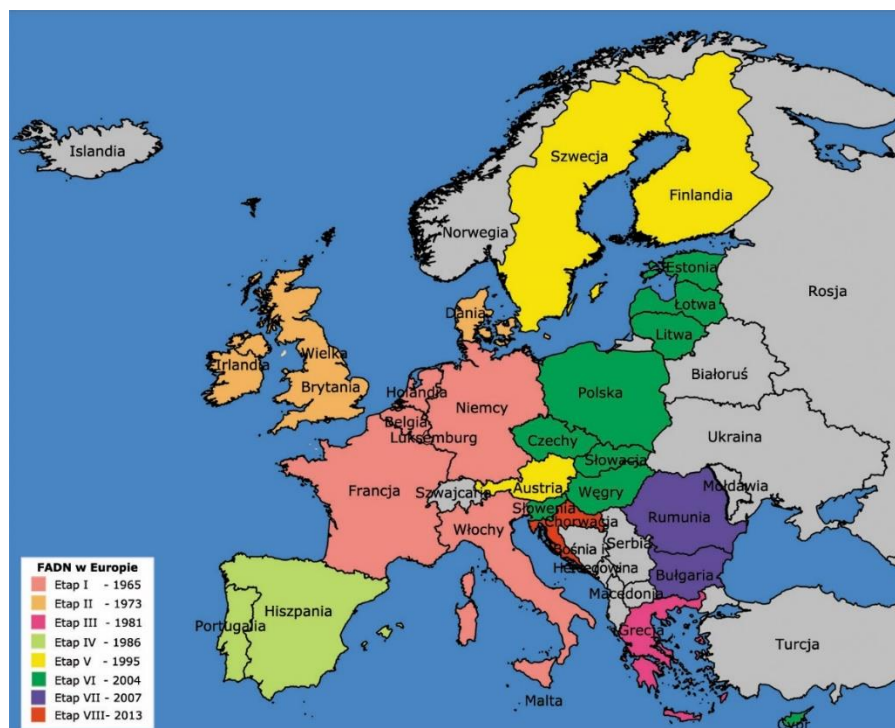 Islandia
Szwecja
Finlandia
Norwegia
Rosja
Estonia
Łotwa
Litwa
Dania
Irlandia
Wielka
Brytania
Białoruś
Holandia
Niemcy
Polska
Belgia
Luksemburg
Ukraina
Czechy
Słowacja
Francja
Szwajcaria
Austria
Węgry
Mołdawia
Słowenia
Chorwacja
Rumunia
Włochy
Bośnia i
Hercegowina
Serbia
Bułgaria
Macedonia
Portugalia
Hiszpania
Grecja
Turcja
Malta
Cypr
FADN w Europie
Etap I - 1965
Etap II - 1973
Etap III - 1981
Etap IV - 1986
Etap V - 1995
Etap VI - 2004
Etap VII - 2007
Etap VIII- 2013